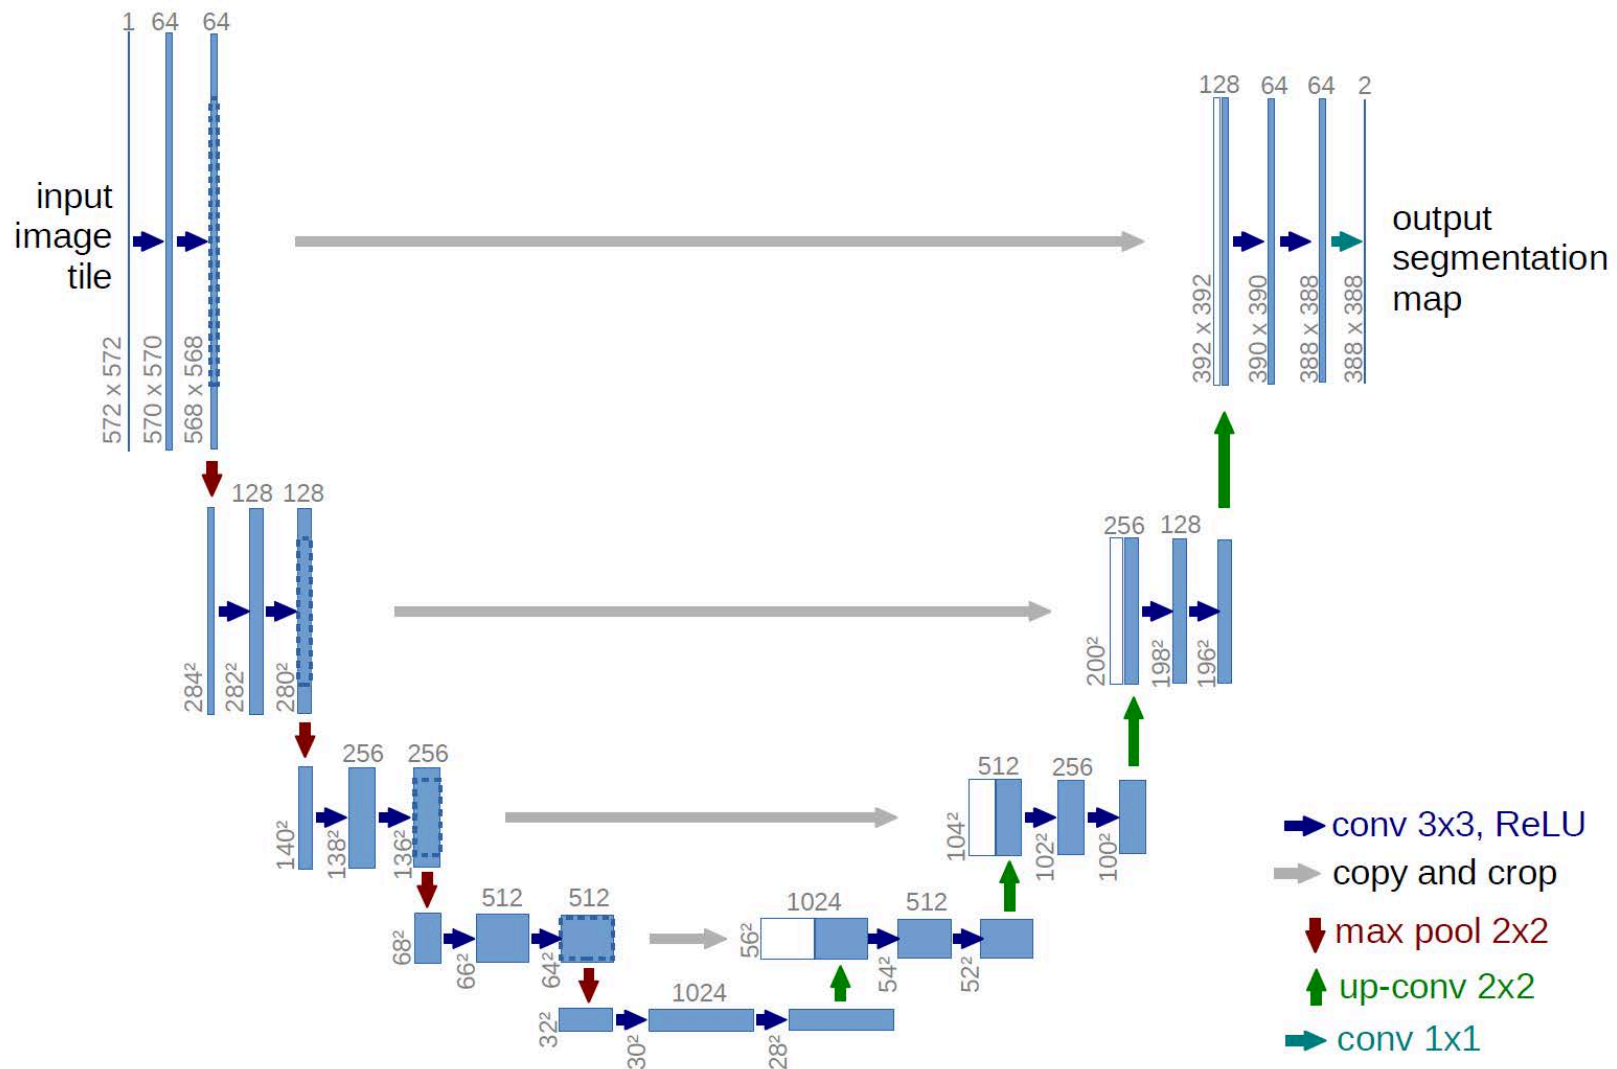 1 64 64
input
image
tile
572 x 572
570 x 570
568 x 568
128 64 64 2
392 x 392
390 x 390
388 x 388
388 x 388
output
segmentation
map
128 128
284²
282²
280²
256 128
200²
198²
196²
256 256
140²
138²
136²
512 256
104²
102²
100²
512 512
68²
66²
64²
1024 512
56²
54²
52²
1024
32²
30²
28²
conv 3x3, ReLU
copy and crop
max pool 2x2
up-conv 2x2
conv 1x1